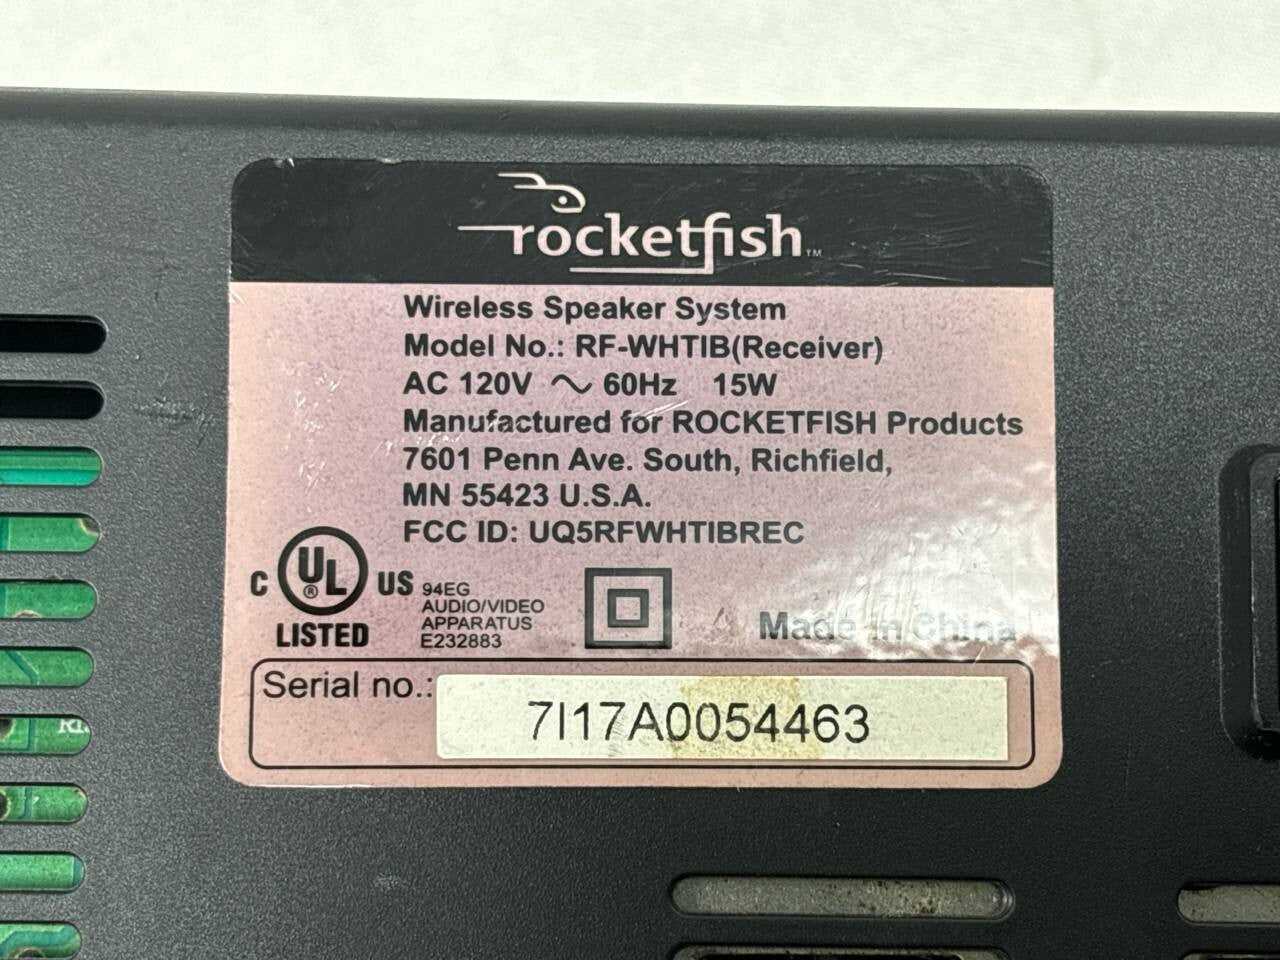 rocketfish™
Wireless Speaker System
Model No.: RF-WHTIB(Receiver)
AC 120V ∼ 60Hz 15W
Manufactured for ROCKETFISH Products
7601 Penn Ave. South, Richfield,
MN 55423 U.S.A.
FCC ID: UQ5RFWHTIBREC
C UL ® US
LISTED
94EG
AUDIO/VIDEO
APPARATUS
E232883
Made in China
Serial no.: 7I17A0054463